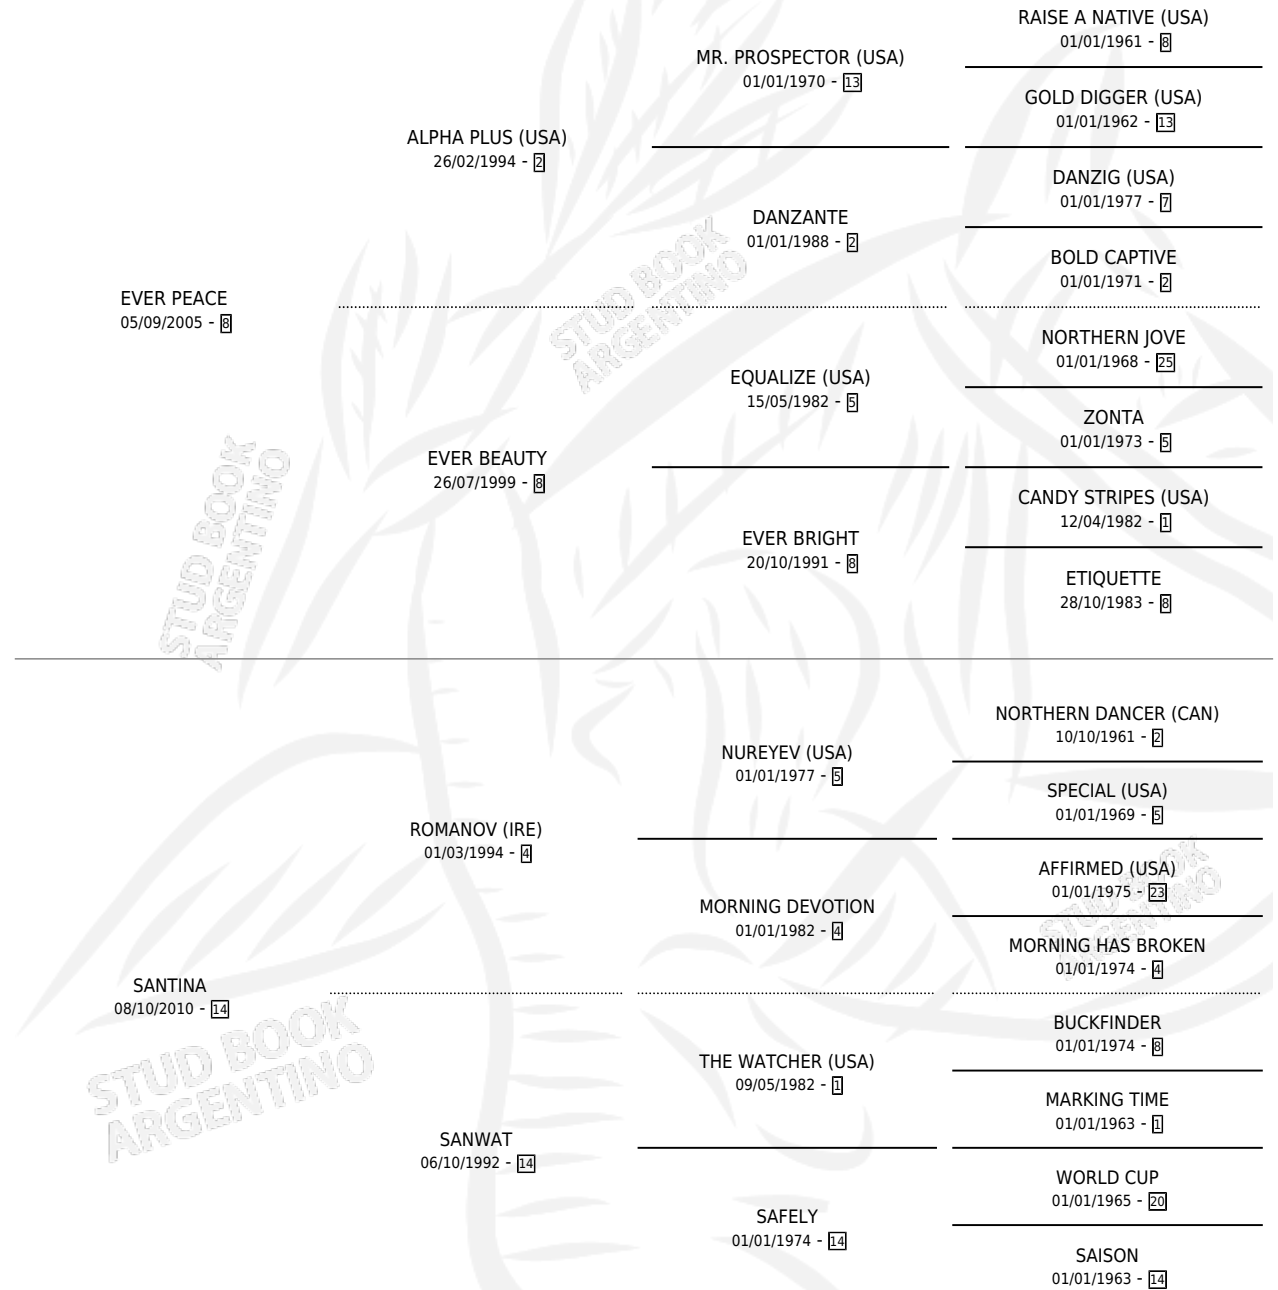 RAISE A NATIVE (USA)
01/01/1961 - 8
MR. PROSPECTOR (USA)
01/01/1970 - 13
GOLD DIGGER (USA)
01/01/1962 - 13
ALPHA PLUS (USA)
26/02/1994 - 2
DANZIG (USA)
01/01/1977 - 7
DANZANTE
01/01/1988 - 2
BOLD CAPTIVE
01/01/1971 - 2
EVER PEACE
05/09/2005 - 8
NORTHERN JOVE
01/01/1968 - 25
EQUALIZE (USA)
15/05/1982 - 5
ZONTA
01/01/1973 - 5
EVER BEAUTY
26/07/1999 - 8
CANDY STRIPES (USA)
12/04/1982 - 1
EVER BRIGHT
20/10/1991 - 8
ETIQUETTE
28/10/1983 - 8
STUD BOOK
ARGENTINO
STUD BOOK
ARGENTINO
NORTHERN DANCER (CAN)
10/10/1961 - 2
NUREYEV (USA)
01/01/1977 - 5
SPECIAL (USA)
01/01/1969 - 5
ROMANOV (IRE)
01/03/1994 - 4
AFFIRMED (USA)
01/01/1975 - 23
MORNING DEVOTION
01/01/1982 - 4
MORNING HAS BROKEN
01/01/1974 - 4
SANTINA
08/10/2010 - 14
BUCKFINDER
01/01/1974 - 8
THE WATCHER (USA)
09/05/1982 - 1
MARKING TIME
01/01/1963 - 1
SANWAT
06/10/1992 - 14
WORLD CUP
01/01/1965 - 20
SAFELY
01/01/1974 - 14
SAISON
01/01/1963 - 14
STUD BOOK
ARGENTINO
STUD BOOK
ARGENTINO